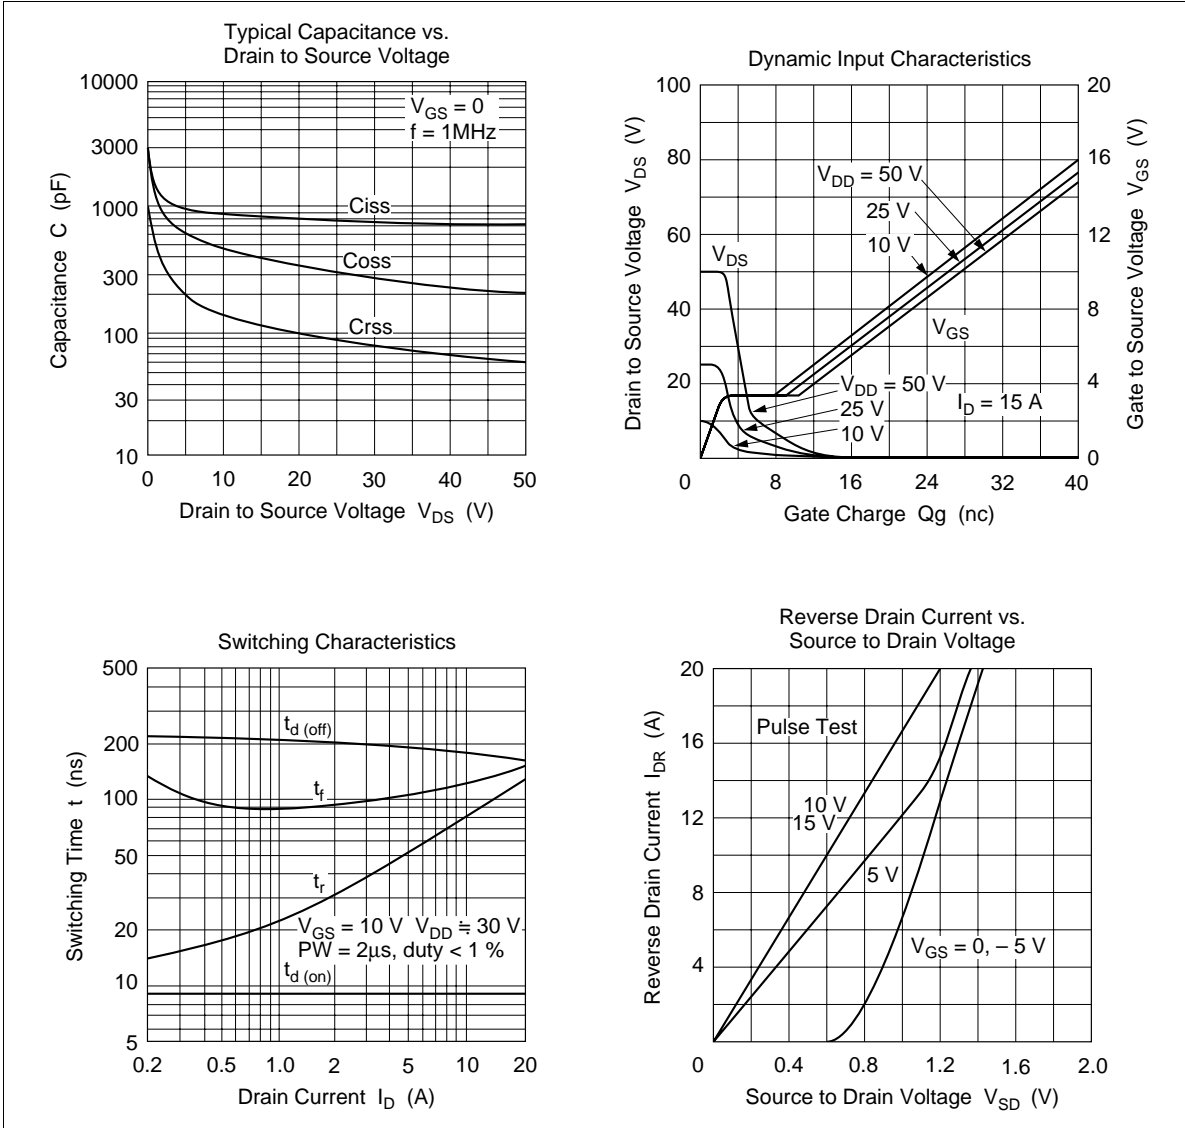 Typical Capacitance vs.
Drain to Source Voltage
10000
3000
1000
300
100
30
10
Capacitance C (pF)
V_GS = 0
f = 1MHz
Ciss
Coss
Crss
0 10 20 30 40 50
Drain to Source Voltage V_DS (V)
Dynamic Input Characteristics
100
80
60
40
20
0
Drain to Source Voltage V_DS (V)
20
16
12
8
4
0
Gate to Source Voltage V_GS (V)
V_DD = 50 V
25 V
10 V
V_DS
V_GS
V_DD = 50 V
25 V
10 V
I_D = 15 A
8 16 24 32 40
Gate Charge Qg (nc)
Switching Characteristics
500
200
100
50
20
10
5
Switching Time t (ns)
t_d (off)
t_f
t_r
V_GS = 10 V V_DD ≒ 30 V
PW = 2µs, duty < 1 %
t_d (on)
0.2 0.5 1.0 2 5 10 20
Drain Current I_D (A)
Reverse Drain Current vs.
Source to Drain Voltage
20
16
12
8
4
Reverse Drain Current I_DR (A)
Pulse Test
10 V
15 V
5 V
V_GS = 0, – 5 V
0 0.4 0.8 1.2 1.6 2.0
Source to Drain Voltage V_SD (V)